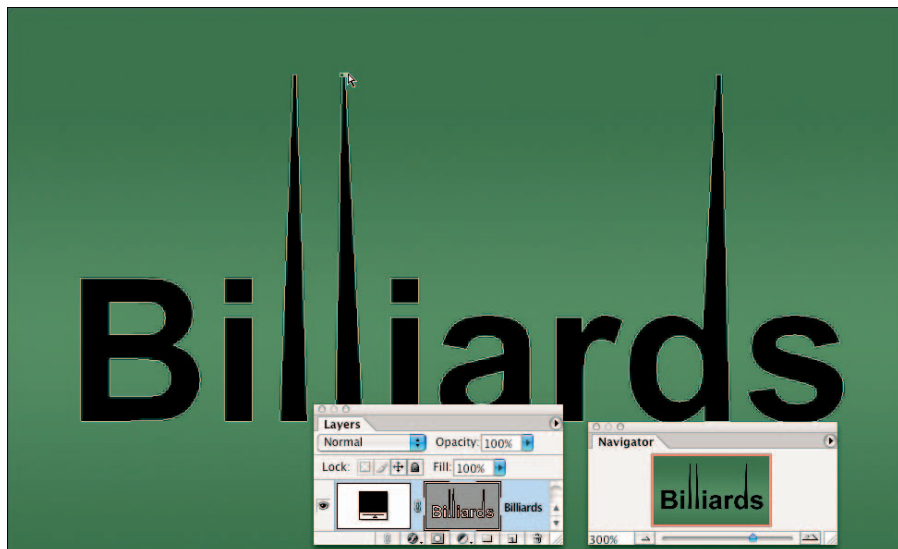 Billiards
Layers
Normal Opacity: 100%
Lock: Fill: 100%
Billiards Billiards
Navigator
Billiards
300%